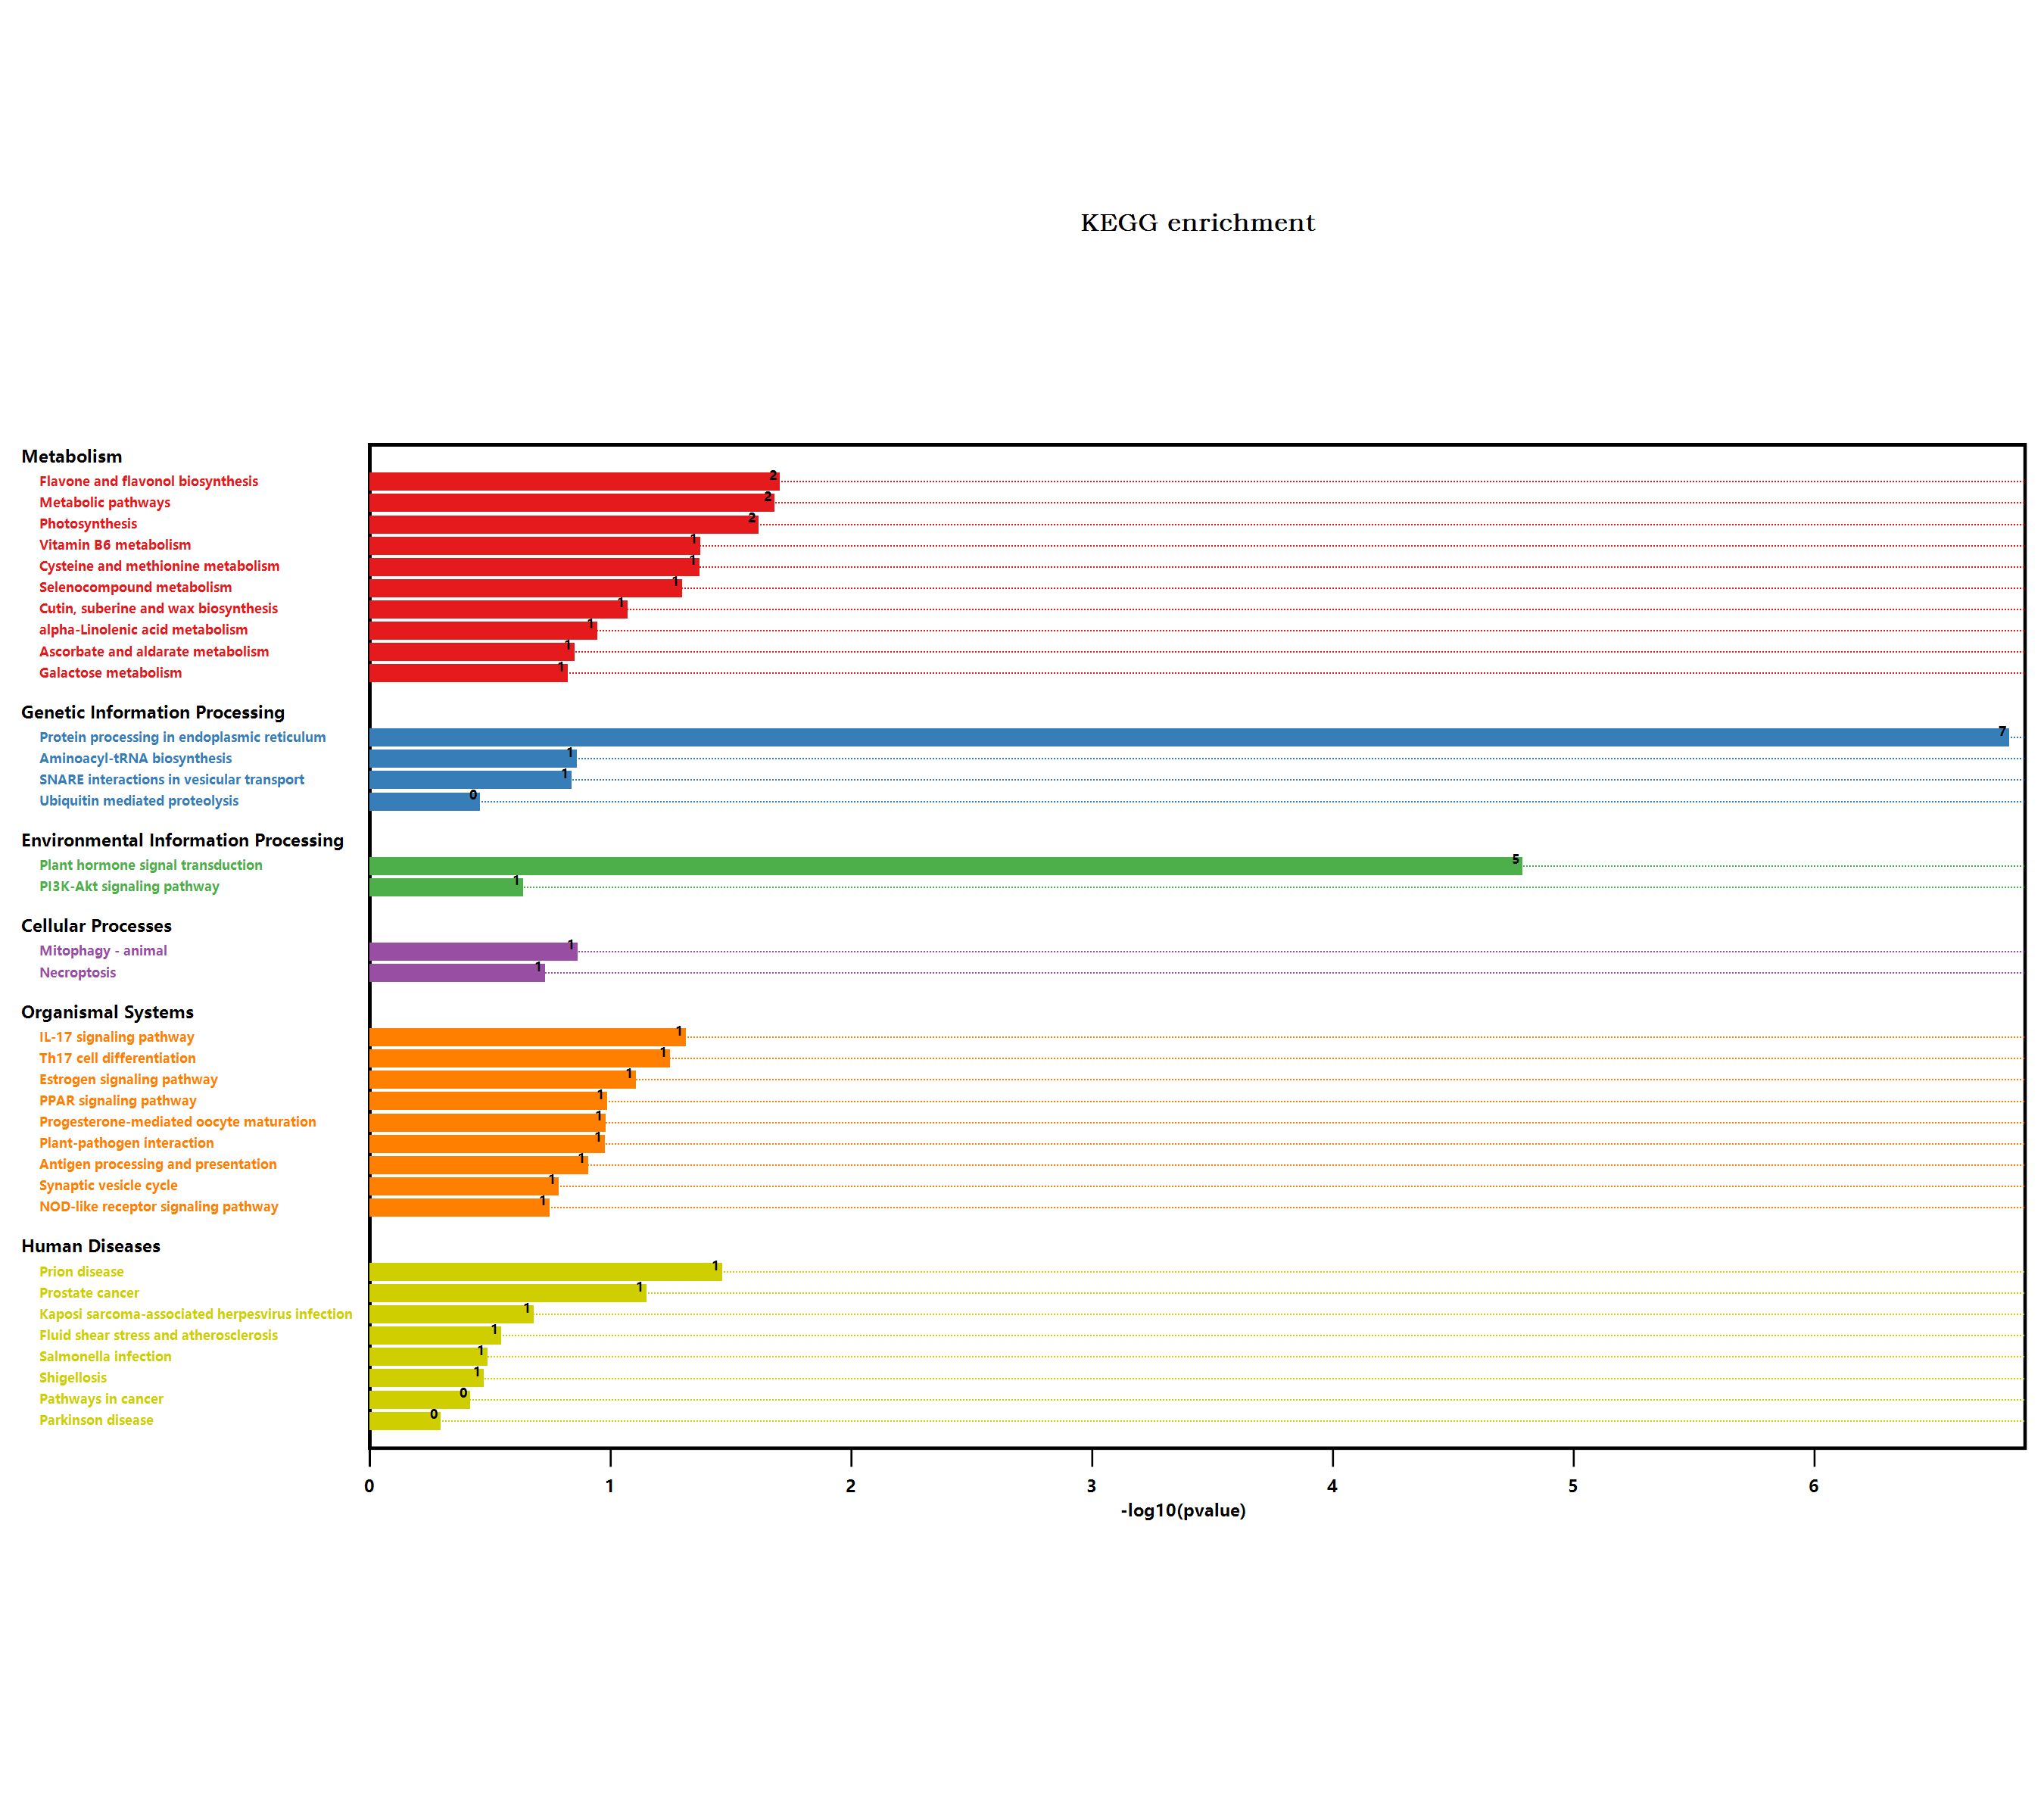 KEGG enrichment
Metabolism
Flavone and flavonol biosynthesis 2
Metabolic pathways 2
Photosynthesis 2
Vitamin B6 metabolism 1
Cysteine and methionine metabolism 1
Selenocompound metabolism 1
Cutin, suberine and wax biosynthesis 1
alpha-Linolenic acid metabolism 1
Ascorbate and aldarate metabolism 1
Galactose metabolism 1
Genetic Information Processing
Protein processing in endoplasmic reticulum 7
Aminoacyl-tRNA biosynthesis 1
SNARE interactions in vesicular transport 1
Ubiquitin mediated proteolysis 0
Environmental Information Processing
Plant hormone signal transduction 5
PI3K-Akt signaling pathway 1
Cellular Processes
Mitophagy - animal 1
Necroptosis 1
Organismal Systems
IL-17 signaling pathway 1
Th17 cell differentiation 1
Estrogen signaling pathway 1
PPAR signaling pathway 1
Progesterone-mediated oocyte maturation 1
Plant-pathogen interaction 1
Antigen processing and presentation 1
Synaptic vesicle cycle 1
NOD-like receptor signaling pathway 1
Human Diseases
Prion disease 1
Prostate cancer 1
Kaposi sarcoma-associated herpesvirus infection 1
Fluid shear stress and atherosclerosis 1
Salmonella infection 1
Shigellosis 1
Pathways in cancer 0
Parkinson disease 0
0 1 2 3 4 5 6
-log10(pvalue)